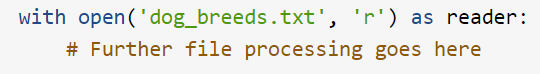 with open('dog_breeds.txt', 'r') as reader:
    # Further file processing goes here